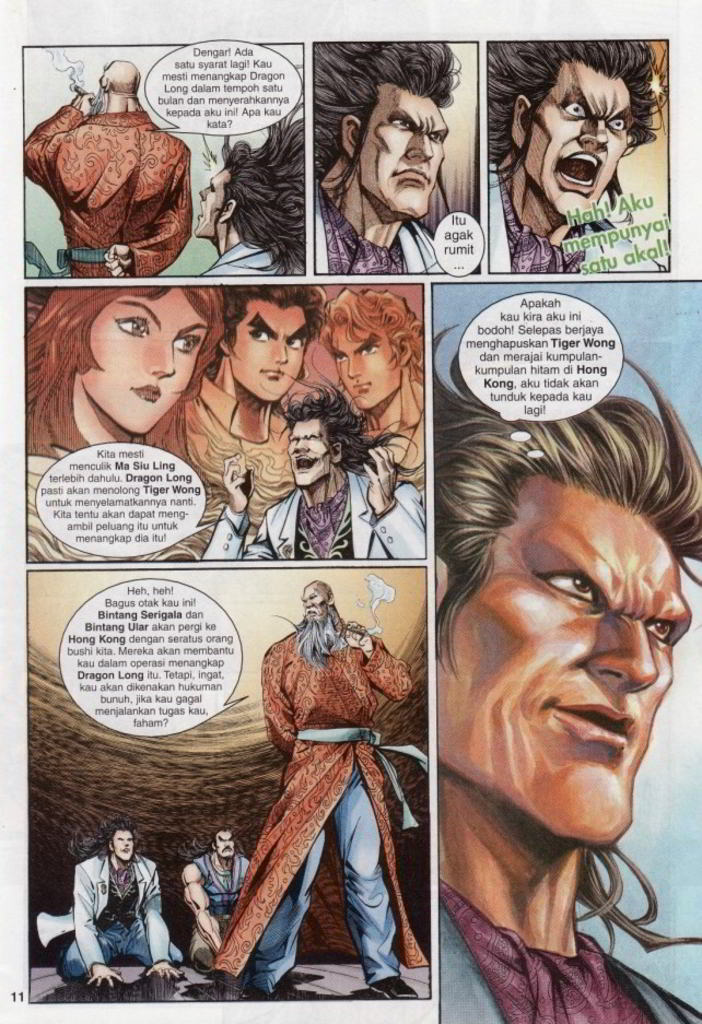 Dengar! Ada
satu syarat lagi! Kau
mesti menangkap Dragon
Long dalam tempoh satu
bulan dan menyerahkannya
kepada aku ini! Apa kau
kata?
Itu
agak
rumit
...
Hah! Aku
mempunyai
satu akal!
Kita mesti
menculik Ma Siu Ling
terlebih dahulu. Dragon Long
pasti akan menolong Tiger Wong
untuk menyelamatkannya nanti.
Kita tentu akan dapat meng-
ambil peluang itu untuk
menangkap dia itu!
Apakah
kau kira aku ini
bodoh! Selepas berjaya
menghapuskan Tiger Wong
dan merajai kumpulan-
kumpulan hitam di Hong
Kong, aku tidak akan
tunduk kepada kau
lagi!
Heh, heh!
Bagus otak kau ini!
Bintang Serigala dan
Bintang Ular akan pergi ke
Hong Kong dengan seratus orang
bushi kita. Mereka akan membantu
kau dalam operasi menangkap
Dragon Long itu. Tetapi, ingat,
kau akan dikenakan hukuman
bunuh, jika kau gagal
menjalankan tugas kau,
faham?
11